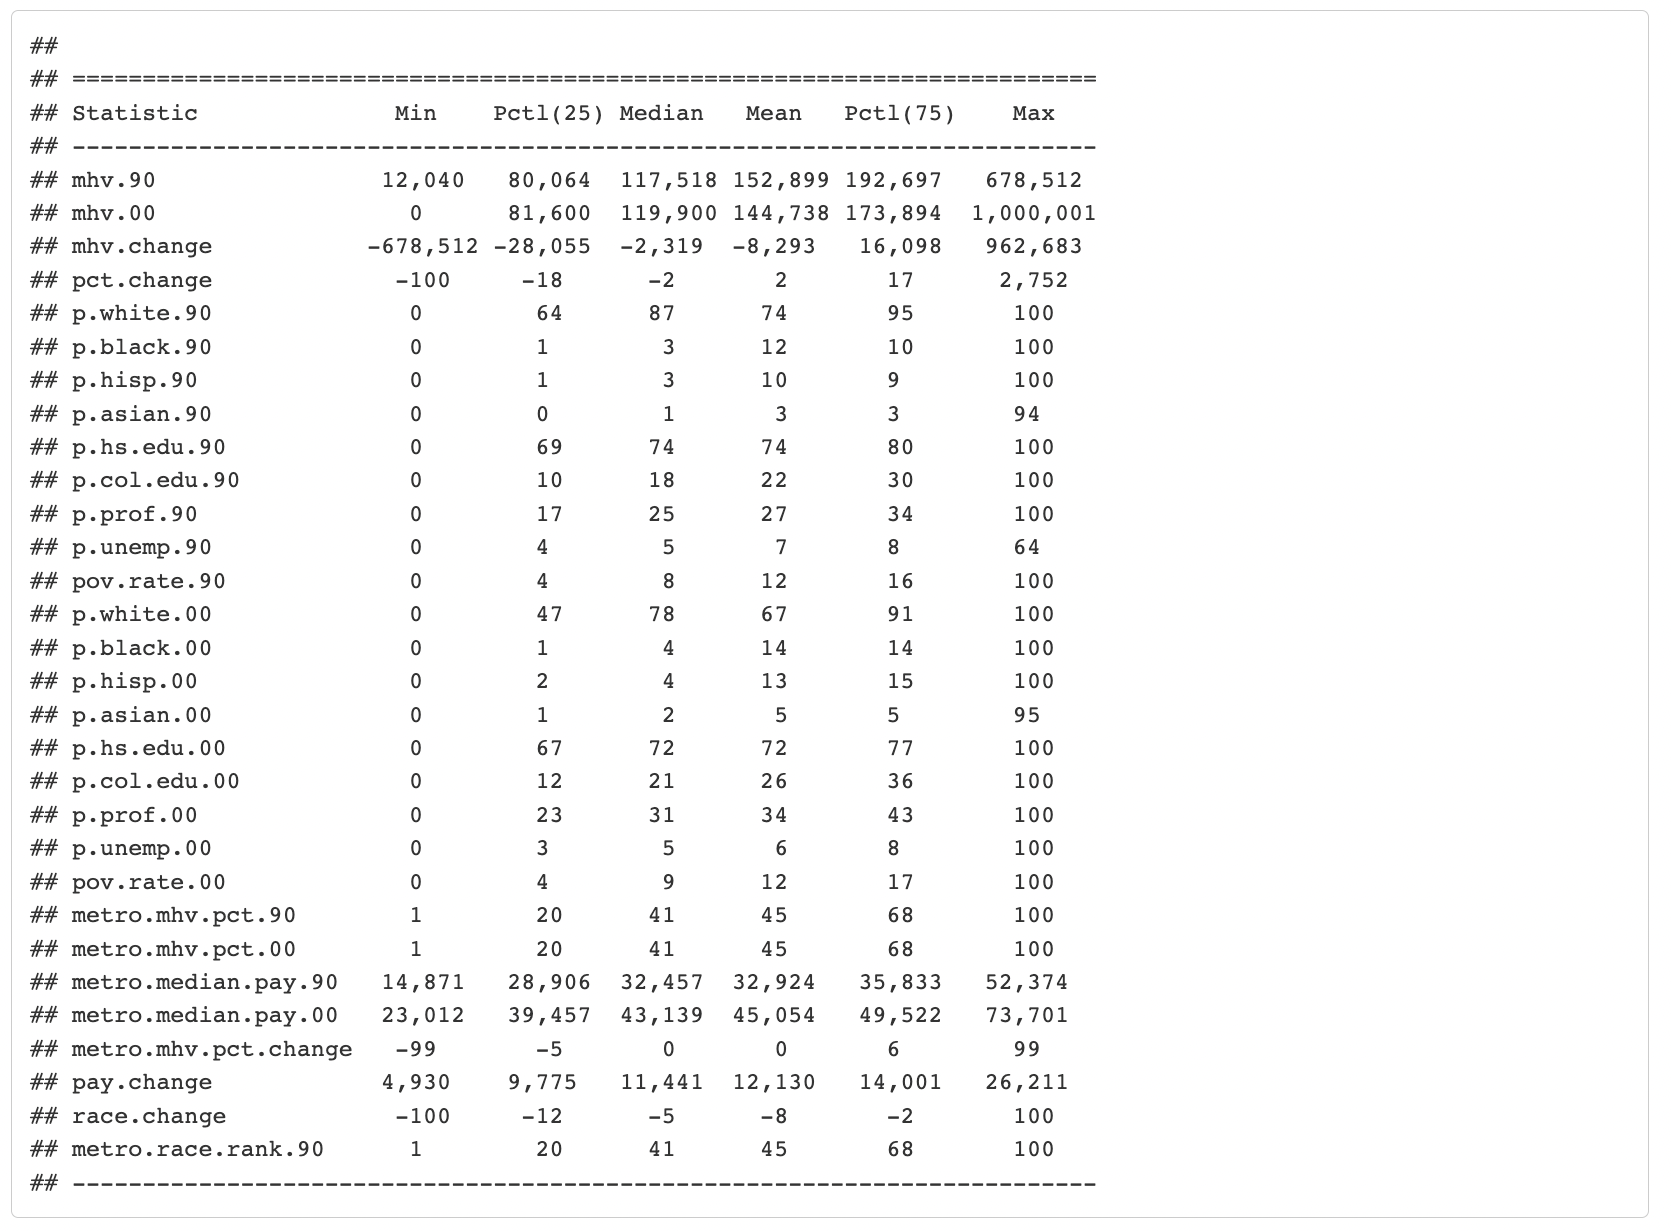 ##
## =========================================================================
## Statistic              Min    Pctl(25) Median   Mean   Pctl(75)    Max
## -------------------------------------------------------------------------
## mhv.90                12,040   80,064  117,518 152,899 192,697   678,512
## mhv.00                  0      81,600  119,900 144,738 173,894  1,000,001
## mhv.change           -678,512 -28,055  -2,319  -8,293   16,098   962,683
## pct.change             -100     -18      -2       2       17      2,752
## p.white.90              0        64      87      74       95       100
## p.black.90              0        1        3      12       10       100
## p.hisp.90               0        1        3      10       9        100
## p.asian.90              0        0        1       3       3        94
## p.hs.edu.90             0        69      74      74       80       100
## p.col.edu.90            0        10      18      22       30       100
## p.prof.90               0        17      25      27       34       100
## p.unemp.90              0        4        5       7       8        64
## pov.rate.90             0        4        8      12       16       100
## p.white.00              0        47      78      67       91       100
## p.black.00              0        1        4      14       14       100
## p.hisp.00               0        2        4      13       15       100
## p.asian.00              0        1        2       5       5        95
## p.hs.edu.00             0        67      72      72       77       100
## p.col.edu.00            0        12      21      26       36       100
## p.prof.00               0        23      31      34       43       100
## p.unemp.00              0        3        5       6       8        100
## pov.rate.00             0        4        9      12       17       100
## metro.mhv.pct.90        1        20      41      45       68       100
## metro.mhv.pct.00        1        20      41      45       68       100
## metro.median.pay.90   14,871   28,906  32,457  32,924   35,833   52,374
## metro.median.pay.00   23,012   39,457  43,139  45,054   49,522   73,701
## metro.mhv.pct.change   -99       -5       0       0       6        99
## pay.change            4,930    9,775   11,441  12,130   14,001   26,211
## race.change            -100     -12      -5      -8       -2       100
## metro.race.rank.90      1        20      41      45       68       100
## -------------------------------------------------------------------------